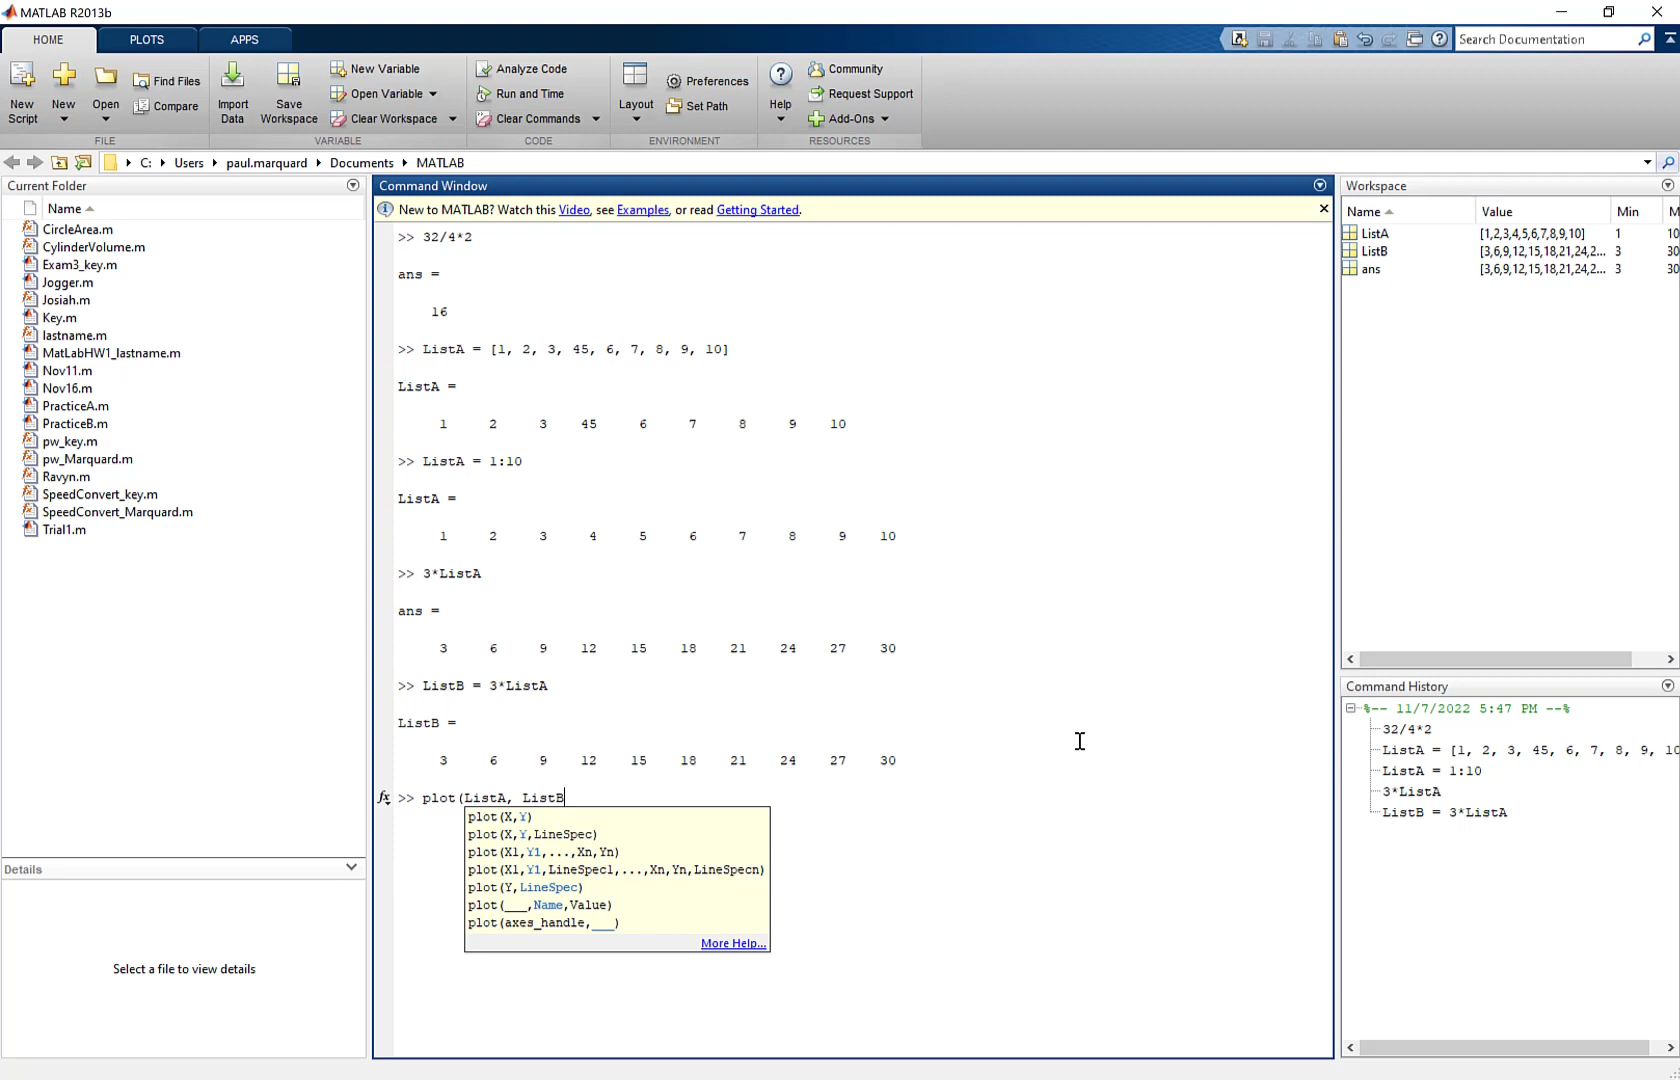 MATLAB R2013b
HOME PLOTS APPS
Search Documentation
New Script
New
Open
Find Files
Compare
FILE
Import Data
Save Workspace
New Variable
Open Variable
Clear Workspace
VARIABLE
Analyze Code
Run and Time
Clear Commands
CODE
Layout
Preferences
Set Path
ENVIRONMENT
Help
Community
Request Support
Add-Ons
RESOURCES
C: Users paul.marquard Documents MATLAB
Current Folder
Name
CircleArea.m
CylinderVolume.m
Exam3_key.m
Jogger.m
Josiah.m
Key.m
lastname.m
MatLabHW1_lastname.m
Nov11.m
Nov16.m
PracticeA.m
PracticeB.m
pw_key.m
pw_Marquard.m
Ravyn.m
SpeedConvert_key.m
SpeedConvert_Marquard.m
Trial1.m
Details
Select a file to view details
Command Window
New to MATLAB? Watch this Video, see Examples, or read Getting Started.
>> 32/4*2
ans =
16
>> ListA = [1, 2, 3, 45, 6, 7, 8, 9, 10]
ListA =
1 2 3 45 6 7 8 9 10
>> ListA = 1:10
ListA =
1 2 3 4 5 6 7 8 9 10
>> 3*ListA
ans =
3 6 9 12 15 18 21 24 27 30
>> ListB = 3*ListA
ListB =
3 6 9 12 15 18 21 24 27 30
fx >> plot(ListA, ListB
plot(X,Y)
plot(X,Y,LineSpec)
plot(X1,Y1,...,Xn,Yn)
plot(X1,Y1,LineSpec1,...,Xn,Yn,LineSpecn)
plot(Y,LineSpec)
plot(___,Name,Value)
plot(axes_handle,___)
More Help...
Workspace
Name Value Min M
ListA [1,2,3,4,5,6,7,8,9,10] 1 10
ListB [3,6,9,12,15,18,21,24,2... 3 30
ans [3,6,9,12,15,18,21,24,2... 3 30
Command History
%-- 11/7/2022 5:47 PM --%
32/4*2
ListA = [1, 2, 3, 45, 6, 7, 8, 9, 10
ListA = 1:10
3*ListA
ListB = 3*ListA